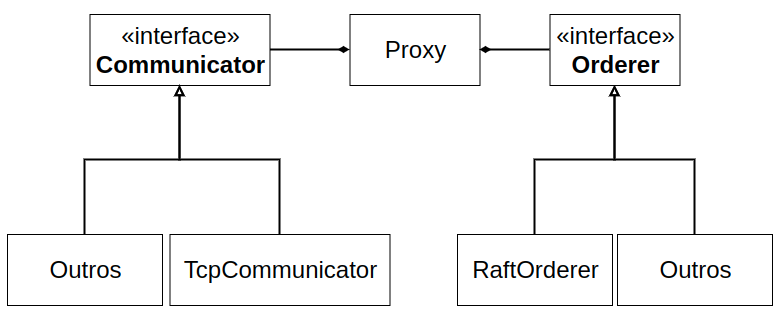 «interface»
Communicator
Proxy
«interface»
Orderer
Outros
TcpCommunicator
RaftOrderer
Outros